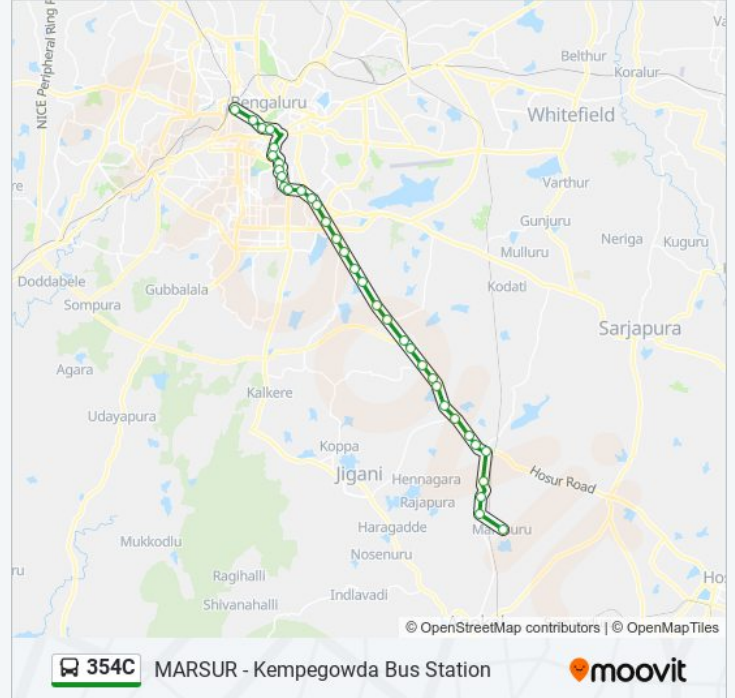 NICE Peripheral Ring
Bengaluru
Belthur
Koralur
Whitefield
Varthur
Gunjuru
Neriga
Kuguru
Mulluru
Kodati
Doddabele
Sompura
Gubbalala
Sarjapura
Agara
Udayapura
Kalkere
Koppa
Jigani
Hennagara
Rajapura
Hosur Road
Haragadde
Nosenuru
Mukkodlu
Ragihalli
Indlavadi
Shivanahalli
Hos
© OpenStreetMap contributors | © OpenMapTiles
354C MARSUR - Kempegowda Bus Station
moovit